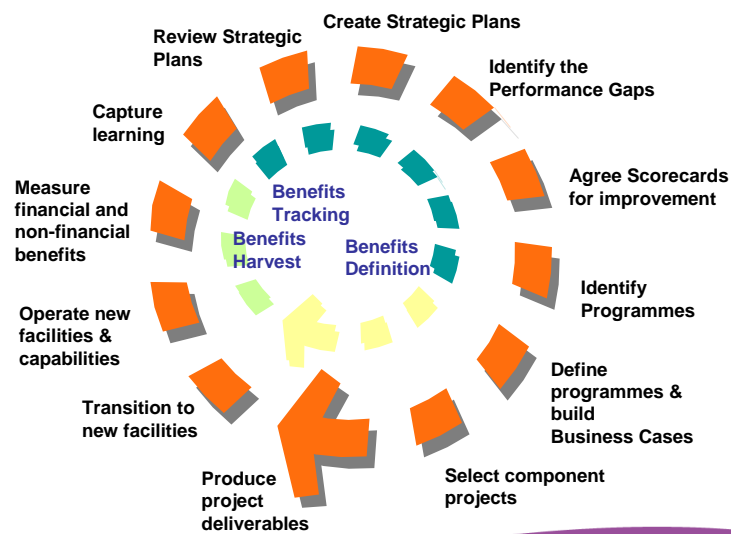 Create Strategic Plans
Identify the
Performance Gaps
Agree Scorecards
for improvement
Identify
Programmes
Define
programmes &
build
Business Cases
Select component
projects
Produce
project
deliverables
Transition to
new facilities
Operate new
facilities &
capabilities
Measure
financial and
non-financial
benefits
Capture
learning
Review Strategic
Plans
Benefits
Tracking
Benefits
Harvest
Benefits
Definition